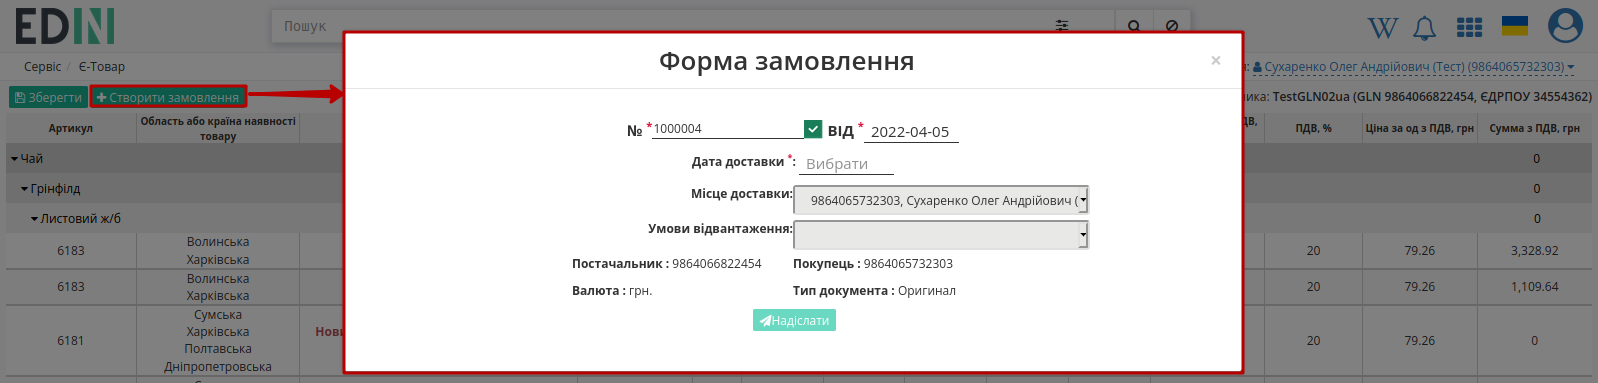 EDIN
Пошук
W
Сервіс / Є-Товар
: Сухаренко Олег Андрійович (Тест) (9864065732303)
Зберегти
+ Створити замовлення
ника: TestGLN02ua (GLN 9864066822454, ЄДРПОУ 34554362)
Форма замовлення
×
№ *1000004 ВІД * 2022-04-05
Дата доставки *: Вибрати
Місце доставки: 9864065732303, Сухаренко Олег Андрійович (
Умови відвантаження:
Постачальник : 9864066822454 Покупець : 9864065732303
Валюта : грн. Тип документа : Оригинал
Надіслати
Артикул
Область або країна наявності
товару
ДВ,
ПДВ, %
Ціна за од з ПДВ, грн
Сумма з ПДВ, грн
Чай 0
Грінфілд 0
Листовий ж/б 0
6183
Волинська
Харківська
20 79.26 3,328.92
6183
Волинська
Харківська
20 79.26 1,109.64
6181
Сумська
Харківська
Полтавська
Дніпропетровська
Нови
20 79.26 0